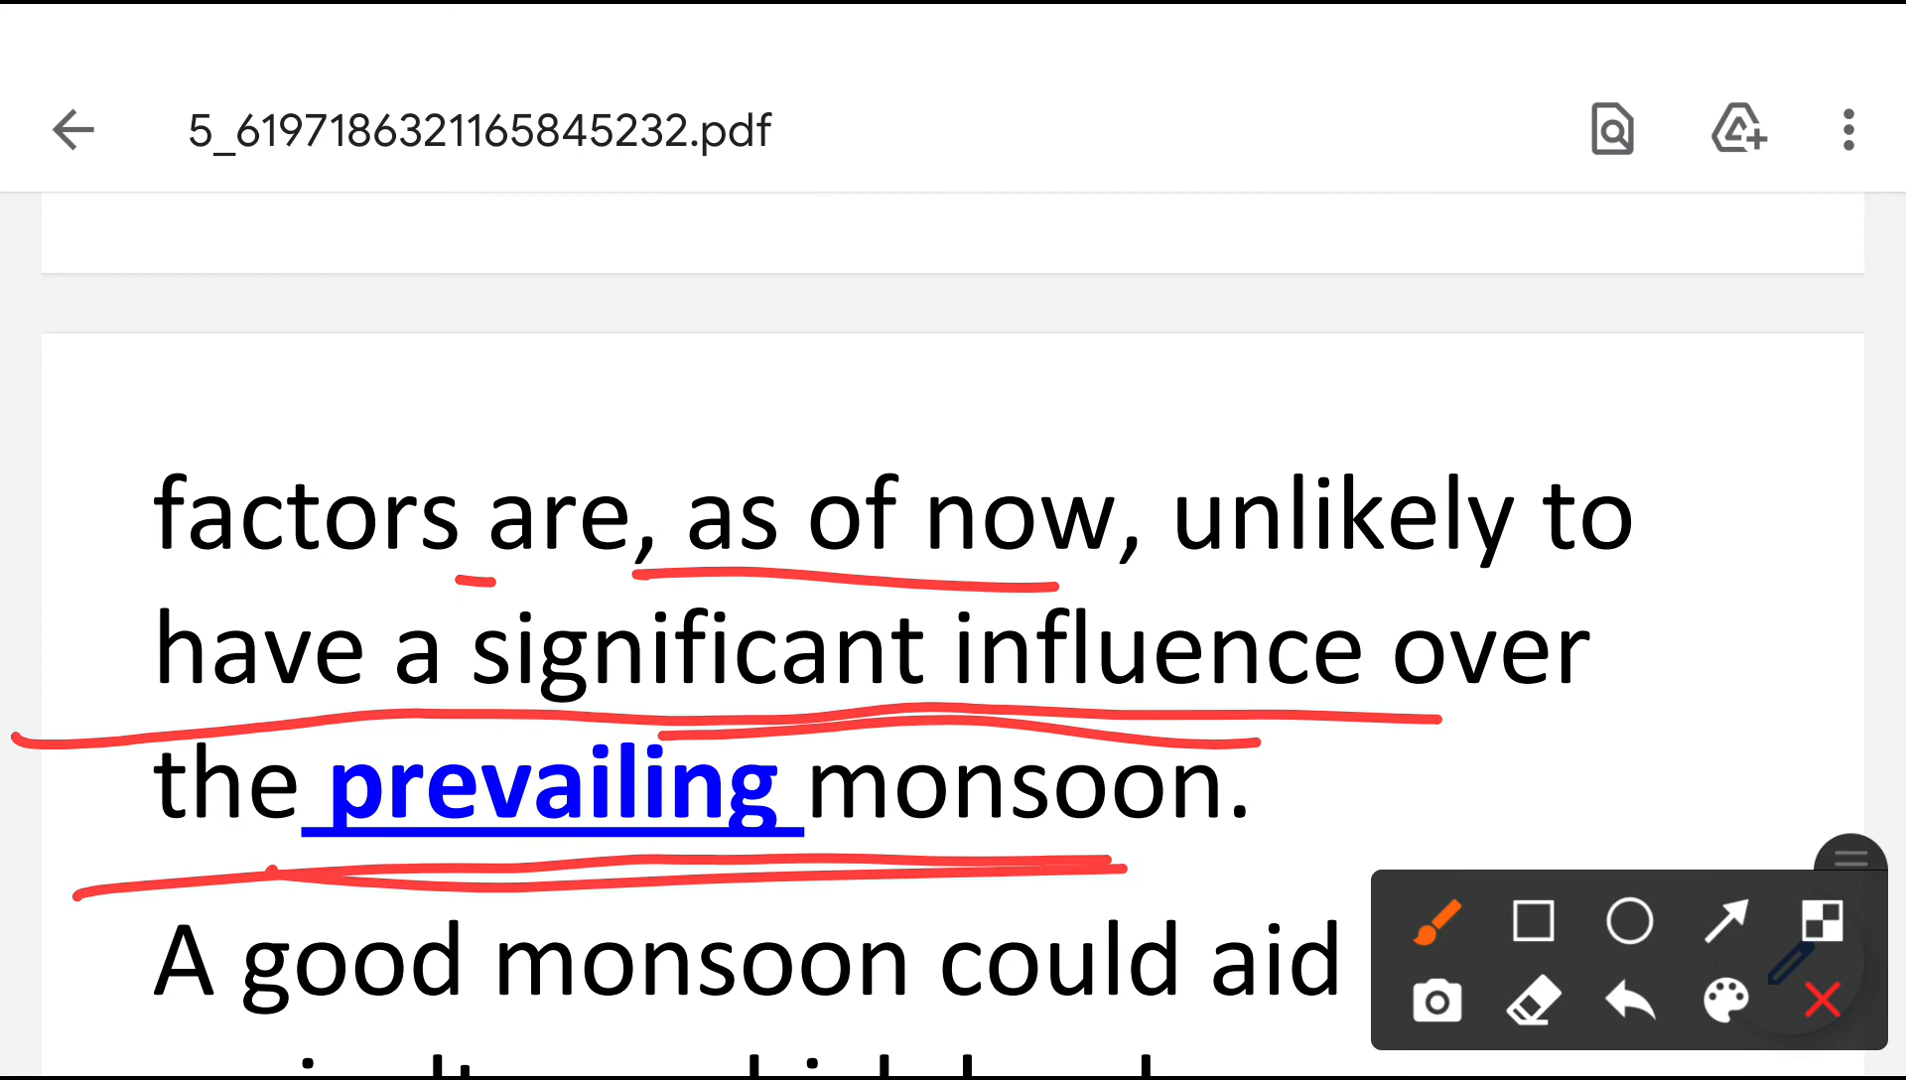 5_6197186321165845232.pdf
factors are, as of now, unlikely to
have a significant influence over
the prevailing monsoon.
A good monsoon could aid